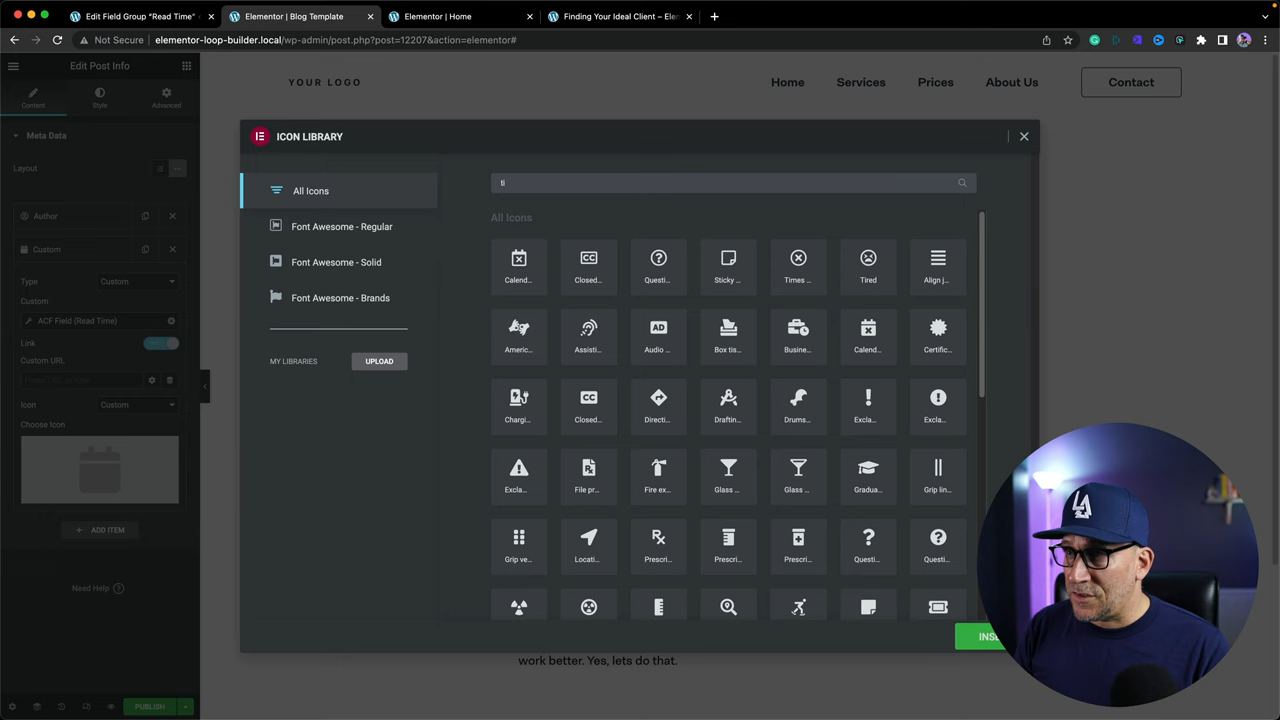 Edit Field Group “Read Time”
Elementor | Blog Template
Elementor | Home
Finding Your Ideal Client – Ele
Not Secure
elementor-loop-builder.local/wp-admin/post.php?post=12207&action=elementor#
Edit Post Info
Content
Style
Advanced
Meta Data
Layout
Author
Custom
Type
Custom
Custom
ACF Field (Read Time)
Link
Custom URL
Icon
Custom
Choose Icon
+ ADD ITEM
Need Help
PUBLISH
YOUR LOGO
Home
Services
Prices
About Us
Contact
ICON LIBRARY
All Icons
Font Awesome - Regular
Font Awesome - Solid
Font Awesome - Brands
MY LIBRARIES
UPLOAD
ti
All Icons
Calend...
Closed...
Questi...
Sticky ...
Times ...
Tired
Align j...
Americ...
Assisti...
Audio ...
Box tis...
Busine...
Calend...
Certific...
Chargi...
Closed...
Directi...
Draftin...
Drums...
Excla...
Excla...
Excla...
File pr...
Fire ex...
Glass ...
Glass ...
Gradua...
Grip lin...
Grip ve...
Locati...
Prescri...
Prescri...
Prescri...
Questi...
Questi...
INSE
work better. Yes, lets do that.